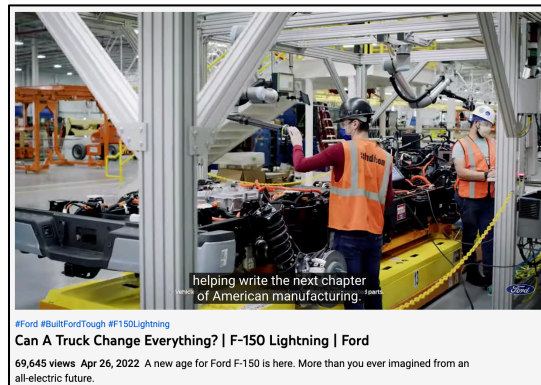 helping write the next chapter
of American manufacturing.
vehicle
parts.
Ford
#Ford #BuiltFordTough #F150Lightning
Can A Truck Change Everything? | F-150 Lightning | Ford
69,645 views Apr 26, 2022 A new age for Ford F-150 is here. More than you ever imagined from an
all-electric future.